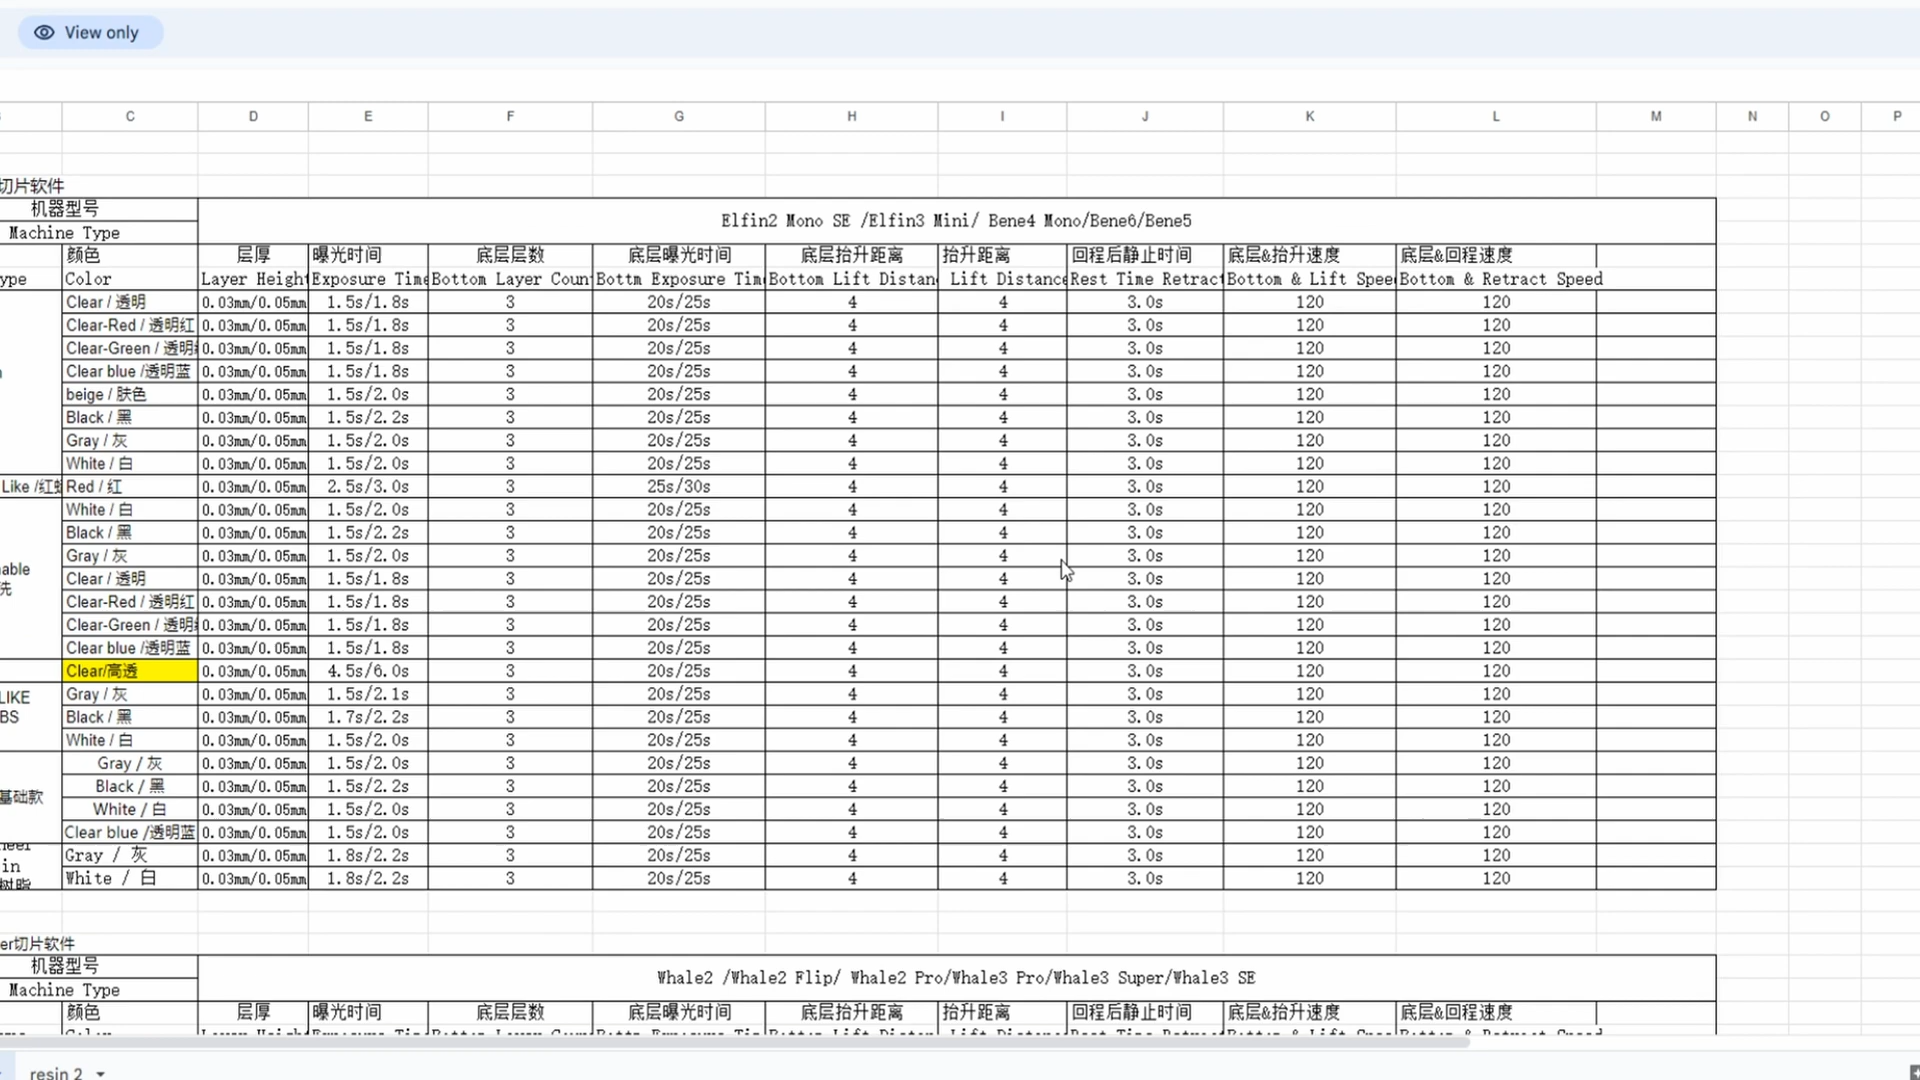 View only
C D E F G H I J K L M N O P
切片软件
机器型号
Machine Type
Elfin2 Mono SE /Elfin3 Mini/ Bene4 Mono/Bene6/Bene5
颜色 层厚 曝光时间 底层层数 底层曝光时间 底层抬升距离 抬升距离 回程后静止时间 底层&抬升速度 底层&回程速度
ype Color Layer Height Exposure Time Bottom Layer Coun Bottm Exposure Tim Bottom Lift Distan Lift Distance Rest Time Retract Bottom & Lift Spee Bottom & Retract Speed
Clear / 透明 0.03mm/0.05mm 1.5s/1.8s 3 20s/25s 4 4 3.0s 120 120
Clear-Red / 透明红 0.03mm/0.05mm 1.5s/1.8s 3 20s/25s 4 4 3.0s 120 120
Clear-Green / 透明 0.03mm/0.05mm 1.5s/1.8s 3 20s/25s 4 4 3.0s 120 120
Clear blue /透明蓝 0.03mm/0.05mm 1.5s/1.8s 3 20s/25s 4 4 3.0s 120 120
beige / 肤色 0.03mm/0.05mm 1.5s/2.0s 3 20s/25s 4 4 3.0s 120 120
Black / 黑 0.03mm/0.05mm 1.5s/2.2s 3 20s/25s 4 4 3.0s 120 120
Gray / 灰 0.03mm/0.05mm 1.5s/2.0s 3 20s/25s 4 4 3.0s 120 120
White / 白 0.03mm/0.05mm 1.5s/2.0s 3 20s/25s 4 4 3.0s 120 120
Like /红 Red / 红 0.03mm/0.05mm 2.5s/3.0s 3 25s/30s 4 4 3.0s 120 120
White / 白 0.03mm/0.05mm 1.5s/2.0s 3 20s/25s 4 4 3.0s 120 120
Black / 黑 0.03mm/0.05mm 1.5s/2.2s 3 20s/25s 4 4 3.0s 120 120
Gray / 灰 0.03mm/0.05mm 1.5s/2.0s 3 20s/25s 4 4 3.0s 120 120
able
洗
Clear / 透明 0.03mm/0.05mm 1.5s/1.8s 3 20s/25s 4 4 3.0s 120 120
Clear-Red / 透明红 0.03mm/0.05mm 1.5s/1.8s 3 20s/25s 4 4 3.0s 120 120
Clear-Green / 透明 0.03mm/0.05mm 1.5s/1.8s 3 20s/25s 4 4 3.0s 120 120
Clear blue /透明蓝 0.03mm/0.05mm 1.5s/1.8s 3 20s/25s 4 4 3.0s 120 120
Clear/高透 0.03mm/0.05mm 4.5s/6.0s 3 20s/25s 4 4 3.0s 120 120
LIKE
BS
Gray / 灰 0.03mm/0.05mm 1.5s/2.1s 3 20s/25s 4 4 3.0s 120 120
Black / 黑 0.03mm/0.05mm 1.7s/2.2s 3 20s/25s 4 4 3.0s 120 120
White / 白 0.03mm/0.05mm 1.5s/2.0s 3 20s/25s 4 4 3.0s 120 120
Gray / 灰 0.03mm/0.05mm 1.5s/2.0s 3 20s/25s 4 4 3.0s 120 120
Black / 黑 0.03mm/0.05mm 1.5s/2.2s 3 20s/25s 4 4 3.0s 120 120
基础款
White / 白 0.03mm/0.05mm 1.5s/2.0s 3 20s/25s 4 4 3.0s 120 120
Clear blue /透明蓝 0.03mm/0.05mm 1.5s/2.0s 3 20s/25s 4 4 3.0s 120 120
in
树脂
Gray / 灰 0.03mm/0.05mm 1.8s/2.2s 3 20s/25s 4 4 3.0s 120 120
White / 白 0.03mm/0.05mm 1.8s/2.2s 3 20s/25s 4 4 3.0s 120 120
er切片软件
机器型号
Machine Type
Whale2 /Whale2 Flip/ Whale2 Pro/Whale3 Pro/Whale3 Super/Whale3 SE
颜色 层厚 曝光时间 底层层数 底层曝光时间 底层抬升距离 抬升距离 回程后静止时间 底层&抬升速度 底层&回程速度
resin 2